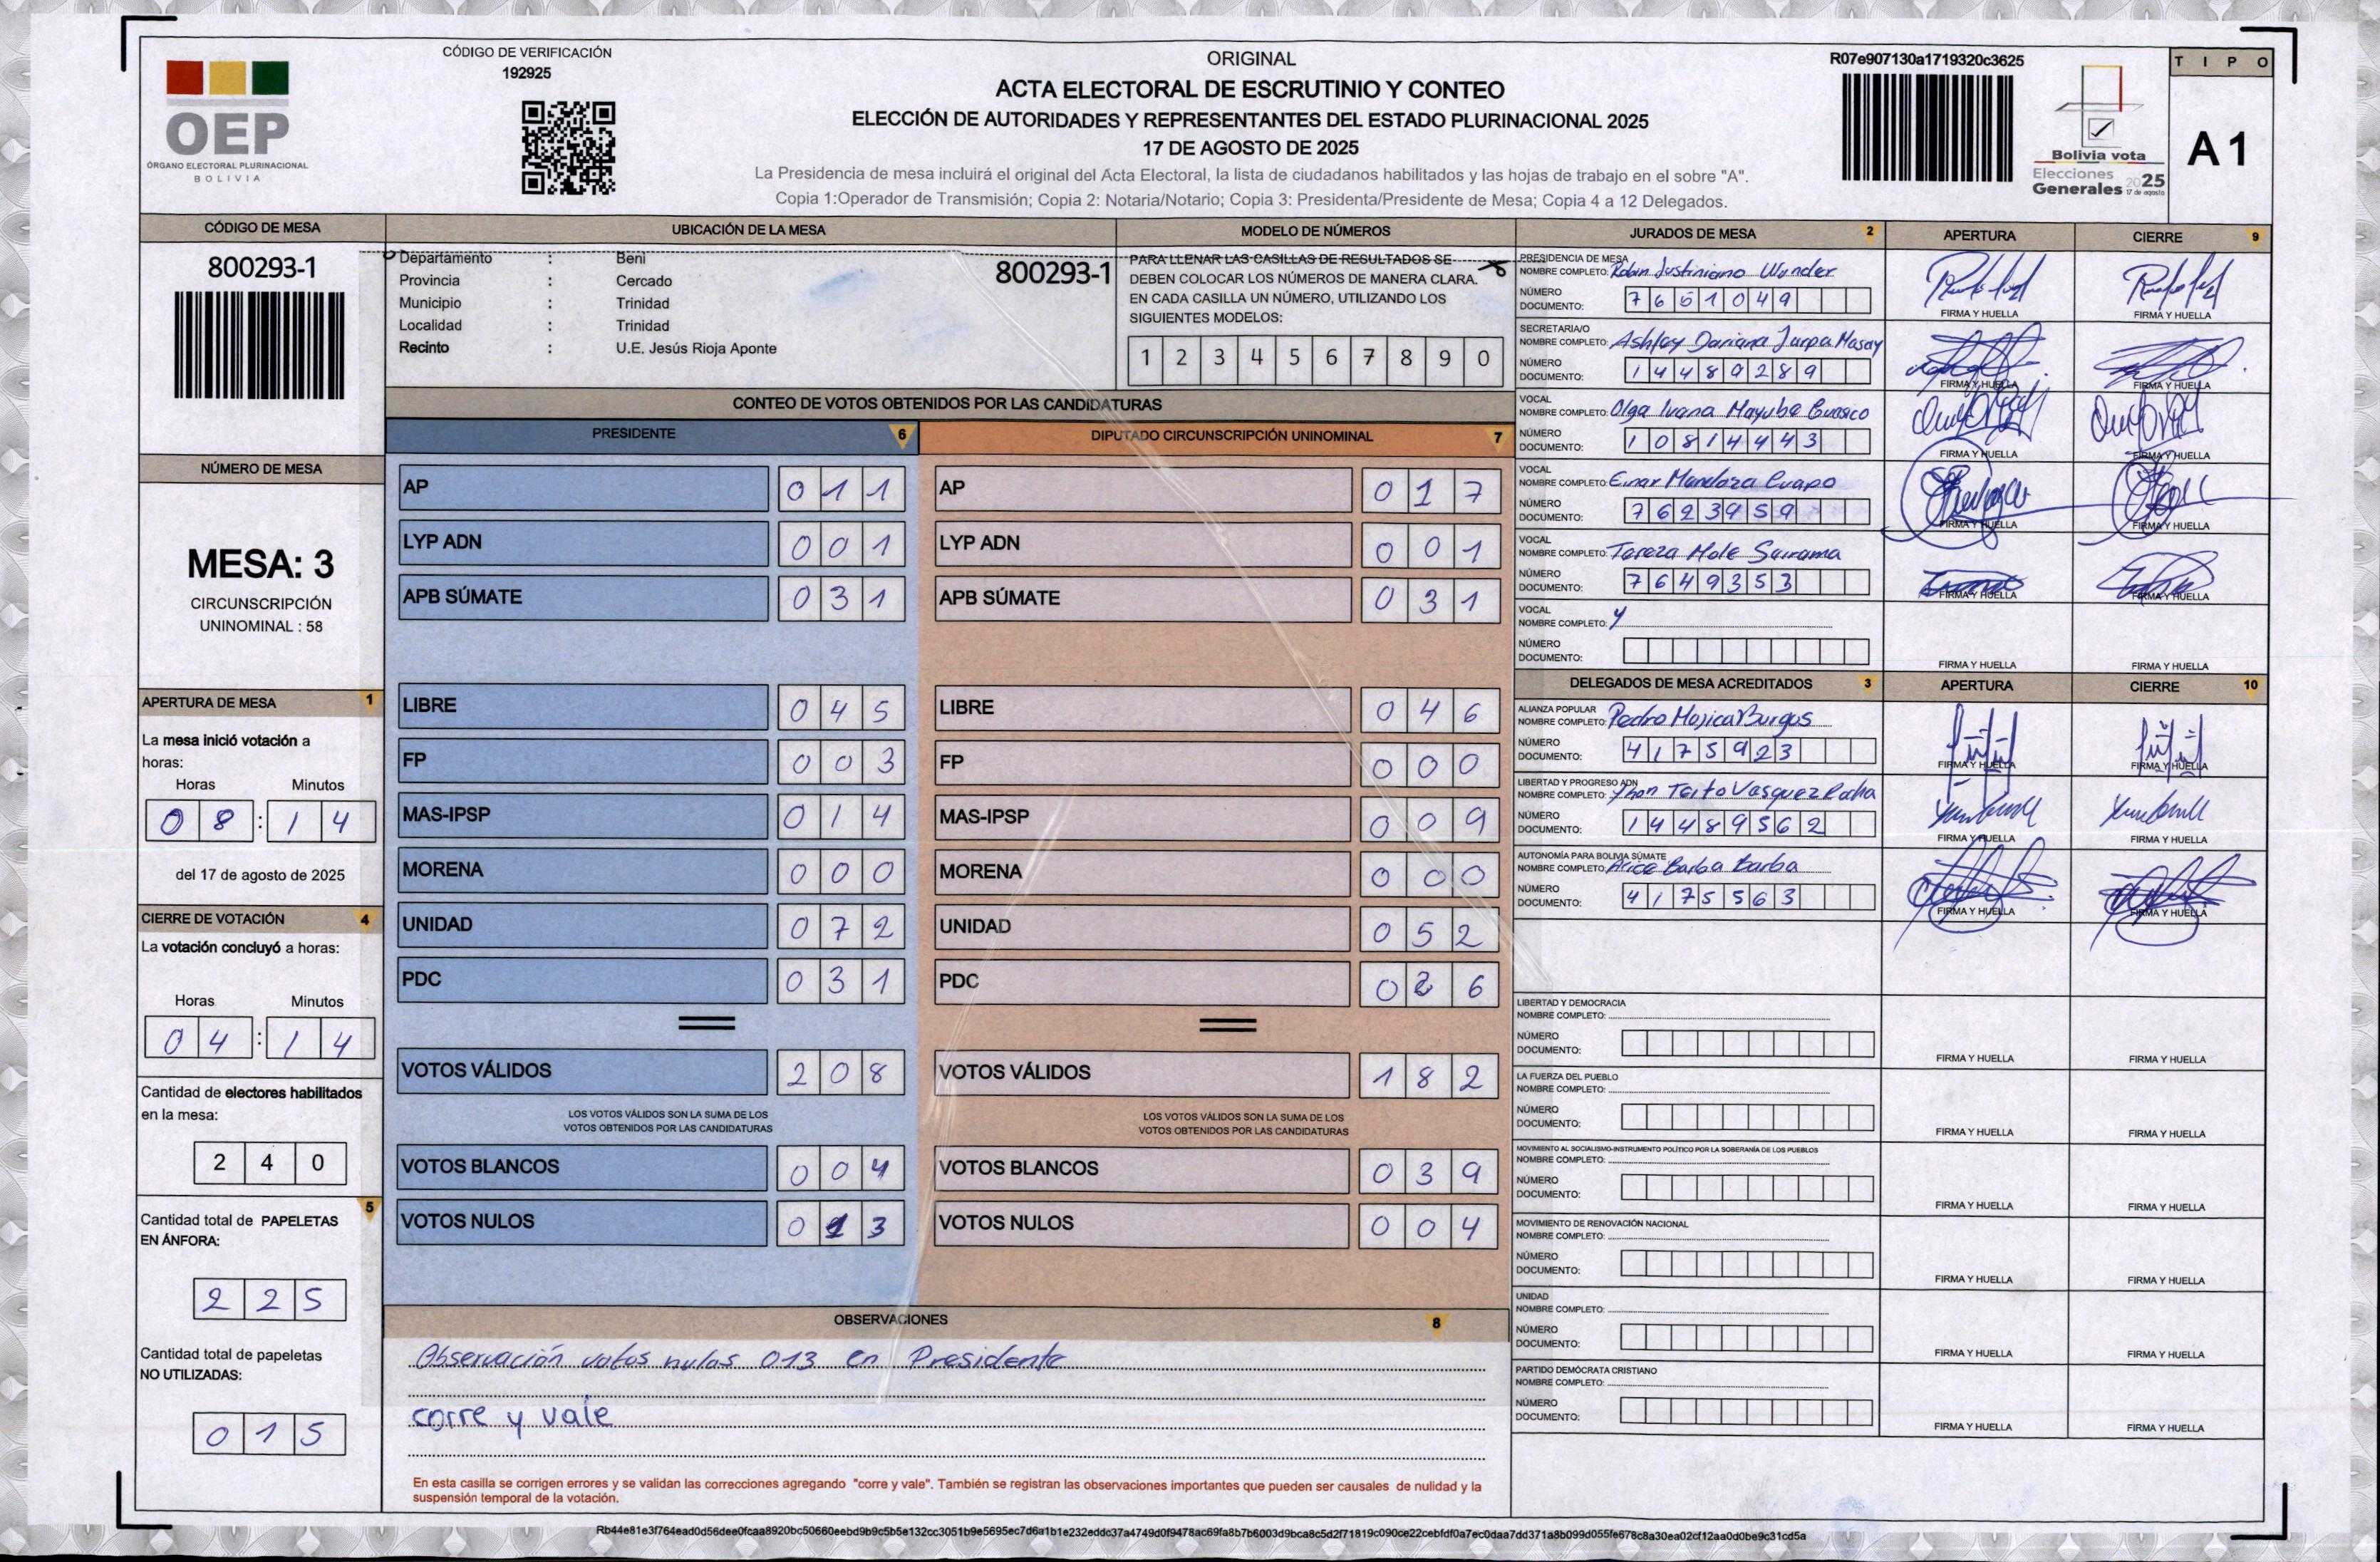 CÓDIGO DE VERIFICACIÓN
192925
OEP
ÓRGANO ELECTORAL PLURINACIONAL
BOLIVIA
ORIGINAL
ACTA ELECTORAL DE ESCRUTINIO Y CONTEO
ELECCIÓN DE AUTORIDADES Y REPRESENTANTES DEL ESTADO PLURINACIONAL 2025
17 DE AGOSTO DE 2025
La Presidencia de mesa incluirá el original del Acta Electoral, la lista de ciudadanos habilitados y las hojas de trabajo en el sobre "A".
Copia 1:Operador de Transmisión; Copia 2: Notaria/Notario; Copia 3: Presidenta/Presidente de Mesa; Copia 4 a 12 Delegados.
R07e907130a1719320c3625
Bolivia vota
Elecciones
Generales 2025
17 de agosto
TIPO
A 1
CÓDIGO DE MESA
800293-1
UBICACIÓN DE LA MESA
Departamento : Beni
Provincia : Cercado
Municipio : Trinidad
Localidad : Trinidad
Recinto : U.E. Jesús Rioja Aponte
800293-1
MODELO DE NÚMEROS
PARA LLENAR LAS CASILLAS DE RESULTADOS SE
DEBEN COLOCAR LOS NÚMEROS DE MANERA CLARA.
EN CADA CASILLA UN NÚMERO, UTILIZANDO LOS
SIGUIENTES MODELOS:
1 2 3 4 5 6 7 8 9 0
NÚMERO DE MESA
MESA: 3
CIRCUNSCRIPCIÓN
UNINOMINAL : 58
APERTURA DE MESA 1
La mesa inició votación a
horas:
Horas Minutos
08 : 14
del 17 de agosto de 2025
CIERRE DE VOTACIÓN 4
La votación concluyó a horas:
Horas Minutos
04 : 14
Cantidad de electores habilitados
en la mesa:
240
5
Cantidad total de PAPELETAS
EN ÁNFORA:
225
Cantidad total de papeletas
NO UTILIZADAS:
015
CONTEO DE VOTOS OBTENIDOS POR LAS CANDIDATURAS
PRESIDENTE 6
AP 011
LYP ADN 001
APB SÚMATE 031
LIBRE 045
FP 003
MAS-IPSP 014
MORENA 000
UNIDAD 072
PDC 031
VOTOS VÁLIDOS 208
LOS VOTOS VÁLIDOS SON LA SUMA DE LOS
VOTOS OBTENIDOS POR LAS CANDIDATURAS
VOTOS BLANCOS 004
VOTOS NULOS 013
DIPUTADO CIRCUNSCRIPCIÓN UNINOMINAL 7
AP 017
LYP ADN 001
APB SÚMATE 031
LIBRE 046
FP 000
MAS-IPSP 009
MORENA 000
UNIDAD 052
PDC 026
VOTOS VÁLIDOS 182
LOS VOTOS VÁLIDOS SON LA SUMA DE LOS
VOTOS OBTENIDOS POR LAS CANDIDATURAS
VOTOS BLANCOS 039
VOTOS NULOS 004
OBSERVACIONES 8
Observación votos nulos 013 en Presidente
corre y vale
En esta casilla se corrigen errores y se validan las correcciones agregando "corre y vale". También se registran las observaciones importantes que pueden ser causales de nulidad y la
suspensión temporal de la votación.
JURADOS DE MESA 2 APERTURA CIERRE 9
PRESIDENCIA DE MESA
NOMBRE COMPLETO: Justiniano
NÚMERO
DOCUMENTO: 7601049
FIRMA Y HUELLA FIRMA Y HUELLA
SECRETARIA/O
NOMBRE COMPLETO: Ashley Dariana
NÚMERO
DOCUMENTO: 14489289
FIRMA Y HUELLA FIRMA Y HUELLA
VOCAL
NOMBRE COMPLETO: Olga Ivana Mayuba
NÚMERO
DOCUMENTO: 10814443
FIRMA Y HUELLA FIRMA Y HUELLA
VOCAL
NOMBRE COMPLETO: Einar Mendoza
NÚMERO
DOCUMENTO: 7623959
FIRMA Y HUELLA FIRMA Y HUELLA
VOCAL
NOMBRE COMPLETO: Tereza Mole
NÚMERO
DOCUMENTO: 7649353
FIRMA Y HUELLA FIRMA Y HUELLA
VOCAL
NOMBRE COMPLETO: y
NÚMERO
DOCUMENTO:
FIRMA Y HUELLA FIRMA Y HUELLA
DELEGADOS DE MESA ACREDITADOS 3 APERTURA CIERRE 10
ALIANZA POPULAR
NOMBRE COMPLETO: Pedro Mojica Burgos
NÚMERO
DOCUMENTO: 4175923
FIRMA Y HUELLA FIRMA Y HUELLA
LIBERTAD Y PROGRESO ADN
NOMBRE COMPLETO: Vasquez
NÚMERO
DOCUMENTO: 14489562
FIRMA Y HUELLA FIRMA Y HUELLA
AUTONOMÍA PARA BOLIVIA SÚMATE
NOMBRE COMPLETO: Barba Barba
NÚMERO
DOCUMENTO: 4175563
FIRMA Y HUELLA FIRMA Y HUELLA
LIBERTAD Y DEMOCRACIA
NOMBRE COMPLETO:
NÚMERO
DOCUMENTO:
FIRMA Y HUELLA FIRMA Y HUELLA
LA FUERZA DEL PUEBLO
NOMBRE COMPLETO:
NÚMERO
DOCUMENTO:
FIRMA Y HUELLA FIRMA Y HUELLA
MOVIMIENTO AL SOCIALISMO-INSTRUMENTO POLÍTICO POR LA SOBERANÍA DE LOS PUEBLOS
NOMBRE COMPLETO:
NÚMERO
DOCUMENTO:
FIRMA Y HUELLA FIRMA Y HUELLA
MOVIMIENTO DE RENOVACIÓN NACIONAL
NOMBRE COMPLETO:
NÚMERO
DOCUMENTO:
FIRMA Y HUELLA FIRMA Y HUELLA
UNIDAD
NOMBRE COMPLETO:
NÚMERO
DOCUMENTO:
FIRMA Y HUELLA FIRMA Y HUELLA
PARTIDO DEMÓCRATA CRISTIANO
NOMBRE COMPLETO:
NÚMERO
DOCUMENTO:
FIRMA Y HUELLA FIRMA Y HUELLA